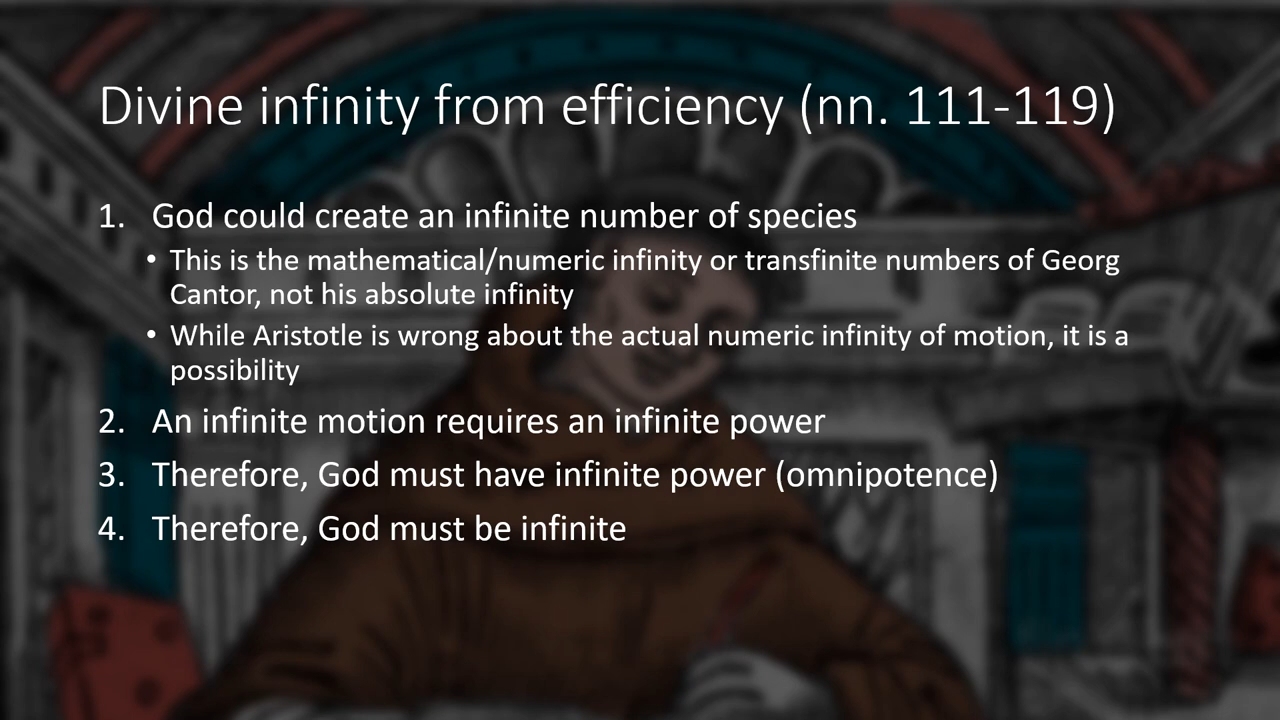 Divine infinity from efficiency (nn. 111-119)
1. God could create an infinite number of species
• This is the mathematical/numeric infinity or transfinite numbers of Georg
Cantor, not his absolute infinity
• While Aristotle is wrong about the actual numeric infinity of motion, it is a
possibility
2. An infinite motion requires an infinite power
3. Therefore, God must have infinite power (omnipotence)
4. Therefore, God must be infinite